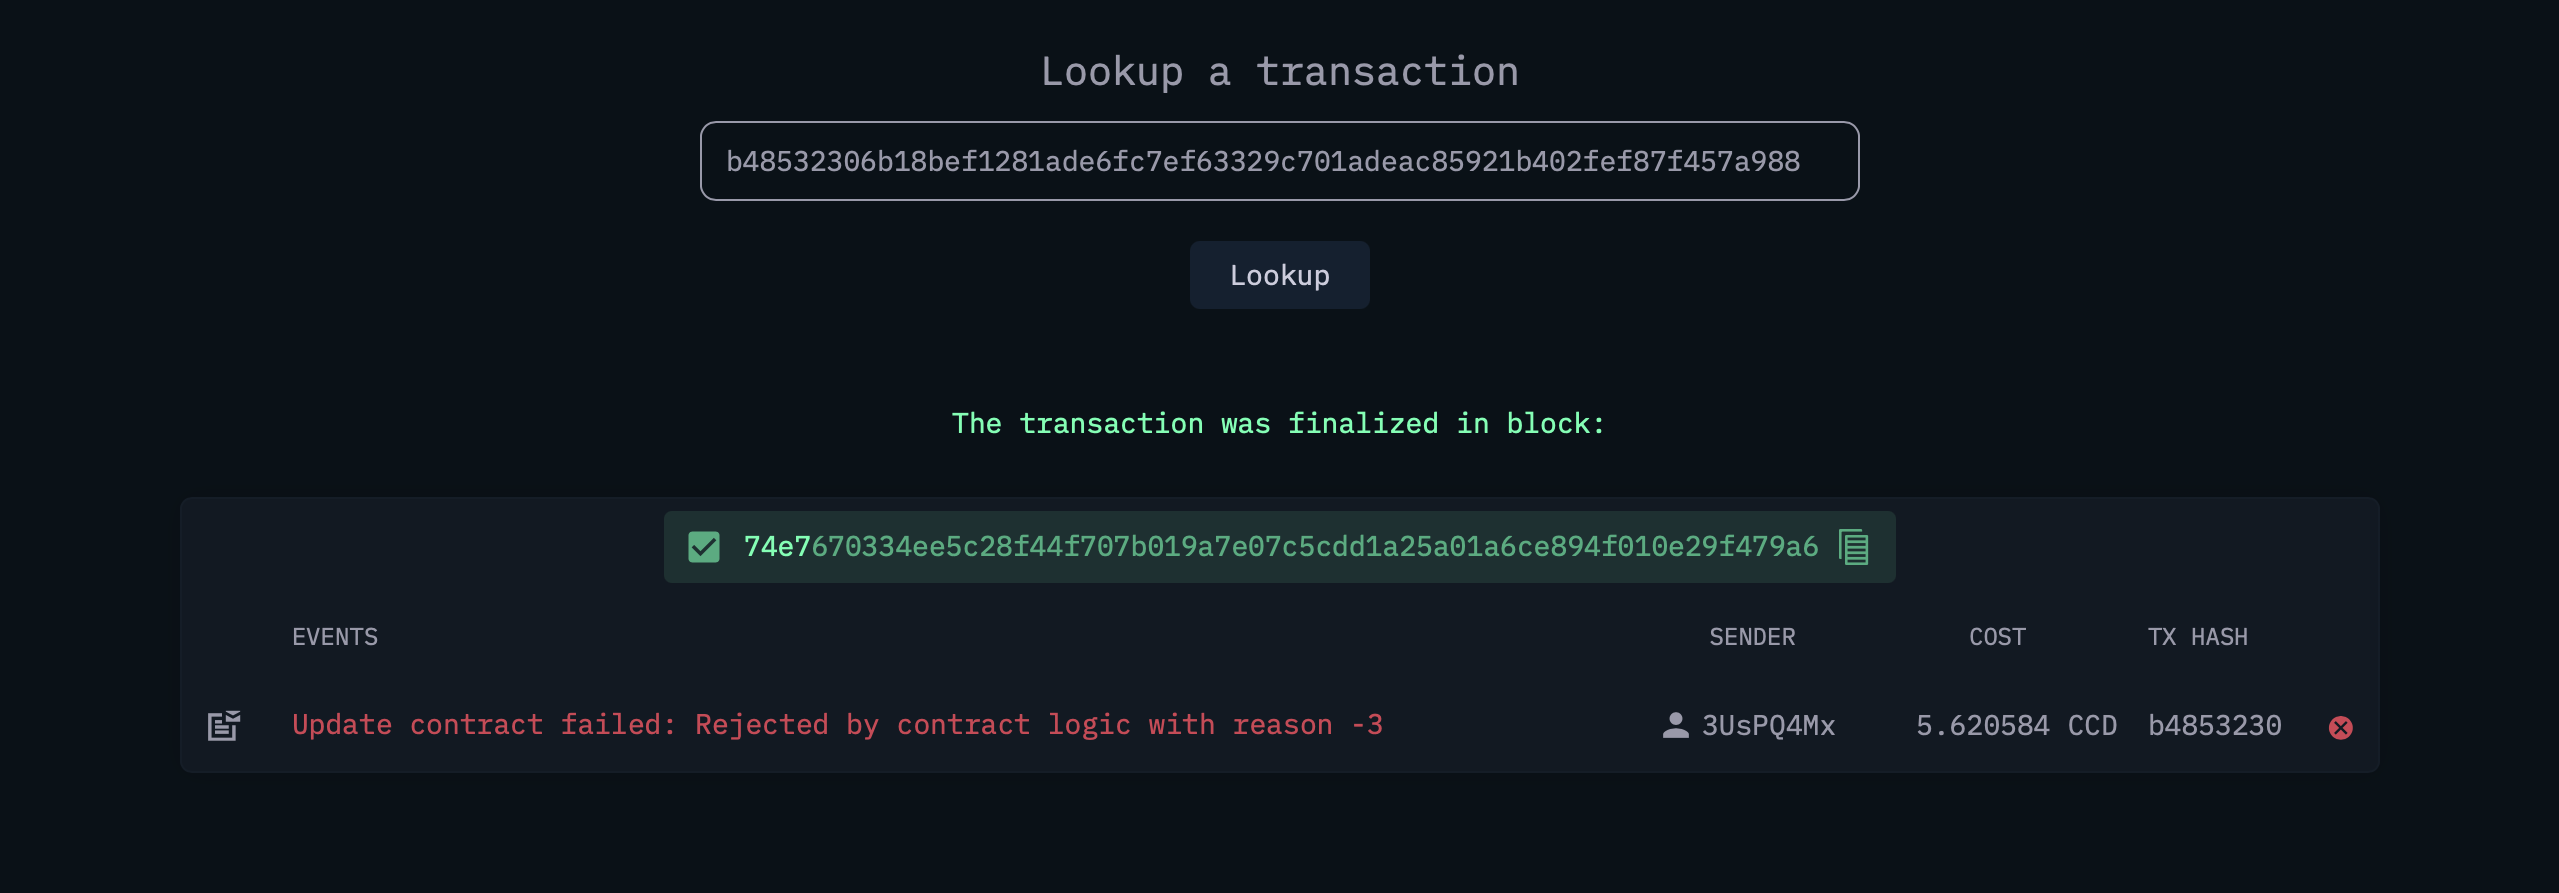 Lookup a transaction
b48532306b18bef1281ade6fc7ef63329c701adeac85921b402fef87f457a988
Lookup
The transaction was finalized in block:
74e7670334ee5c28f44f707b019a7e07c5cdd1a25a01a6ce894f010e29f479a6
EVENTS SENDER COST TX HASH
Update contract failed: Rejected by contract logic with reason -3 3UsPQ4Mx 5.620584 CCD b4853230